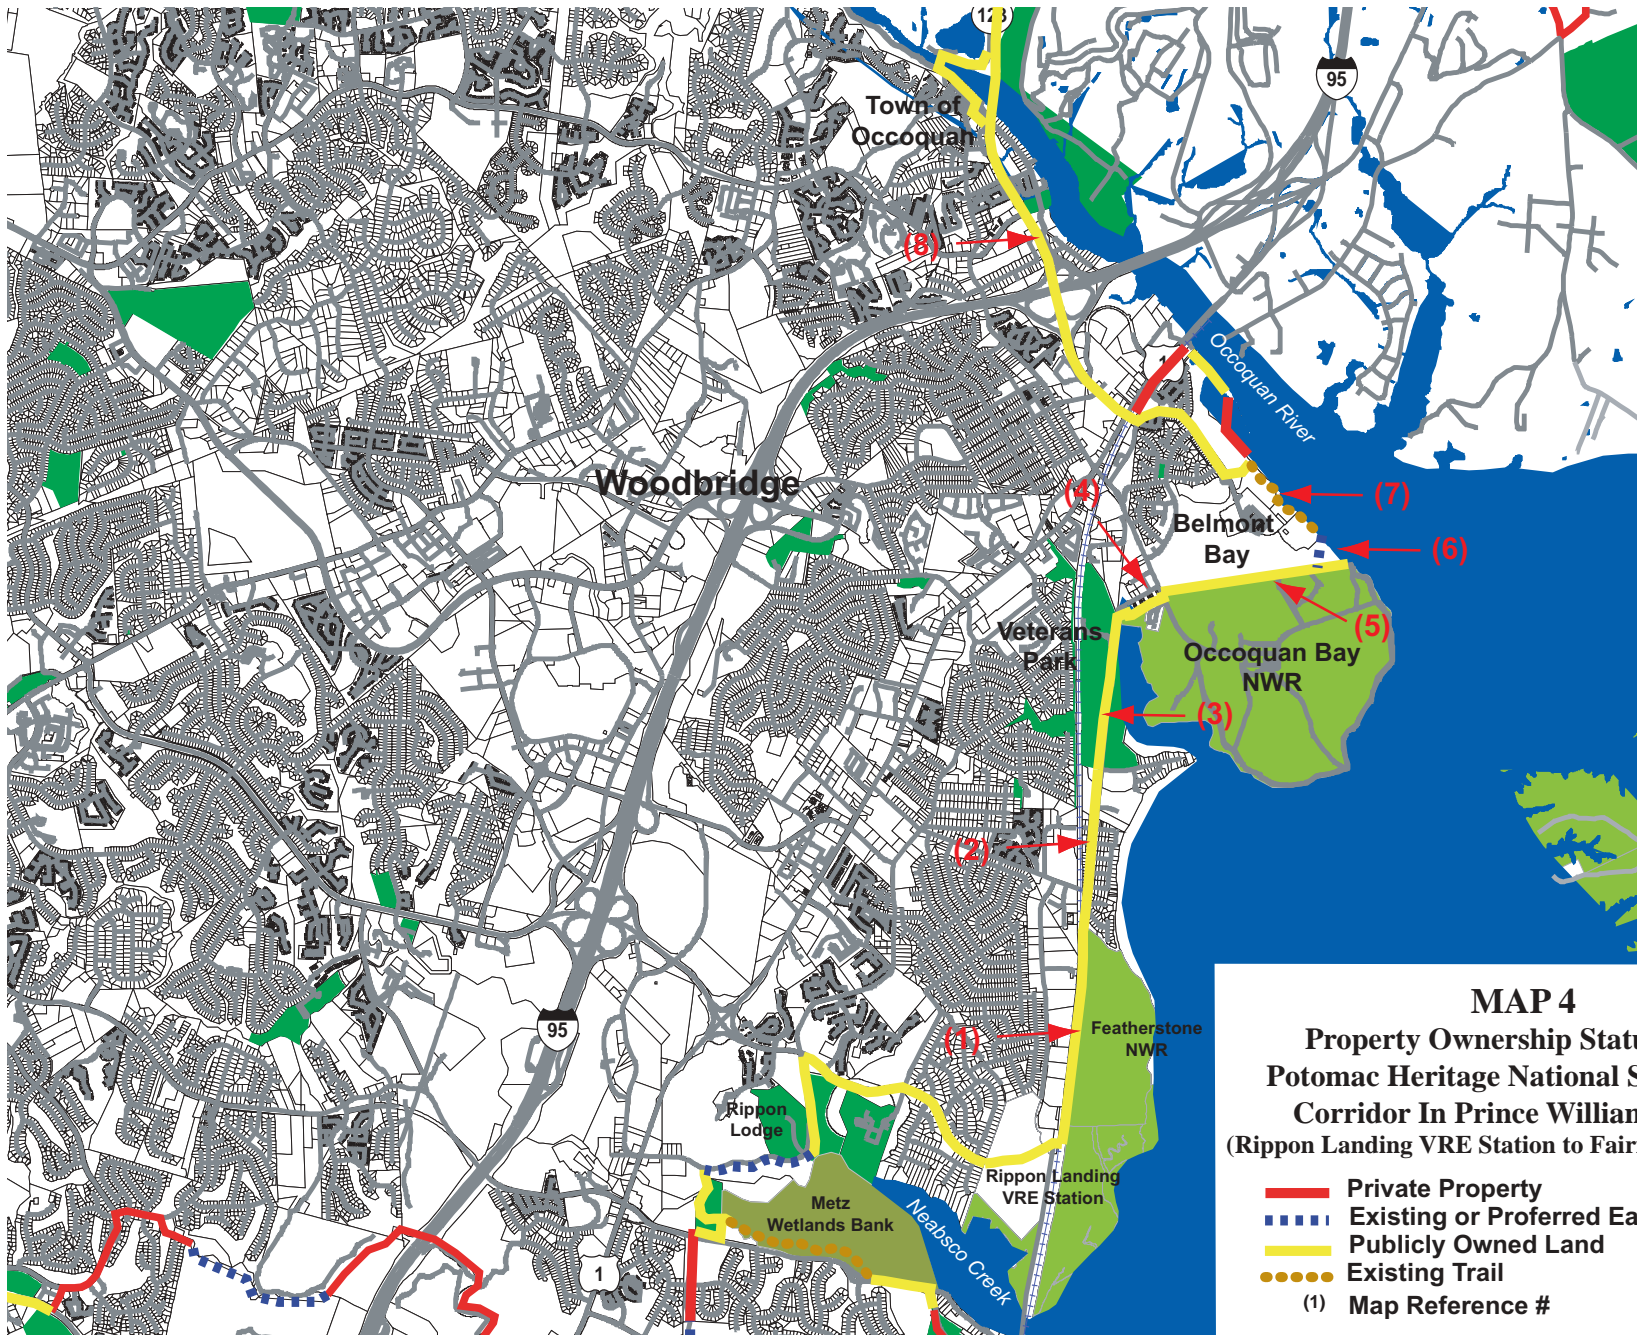 123
95
Town of
Occoquan
(8)
1
Occoquan River
Woodbridge
(4)
(7)
Belmont
Bay
(6)
(5)
Veterans
Park
Occoquan Bay
NWR
(3)
(2)
95
(1)
Featherstone
NWR
Rippon
Lodge
Rippon Landing
VRE Station
Metz
Wetlands Bank
Neabsco Creek
1
MAP 4
Property Ownership Statu
Potomac Heritage National S
Corridor In Prince William
(Rippon Landing VRE Station to Fair
Private Property
Existing or Proferred Ea
Publicly Owned Land
Existing Trail
(1) Map Reference #